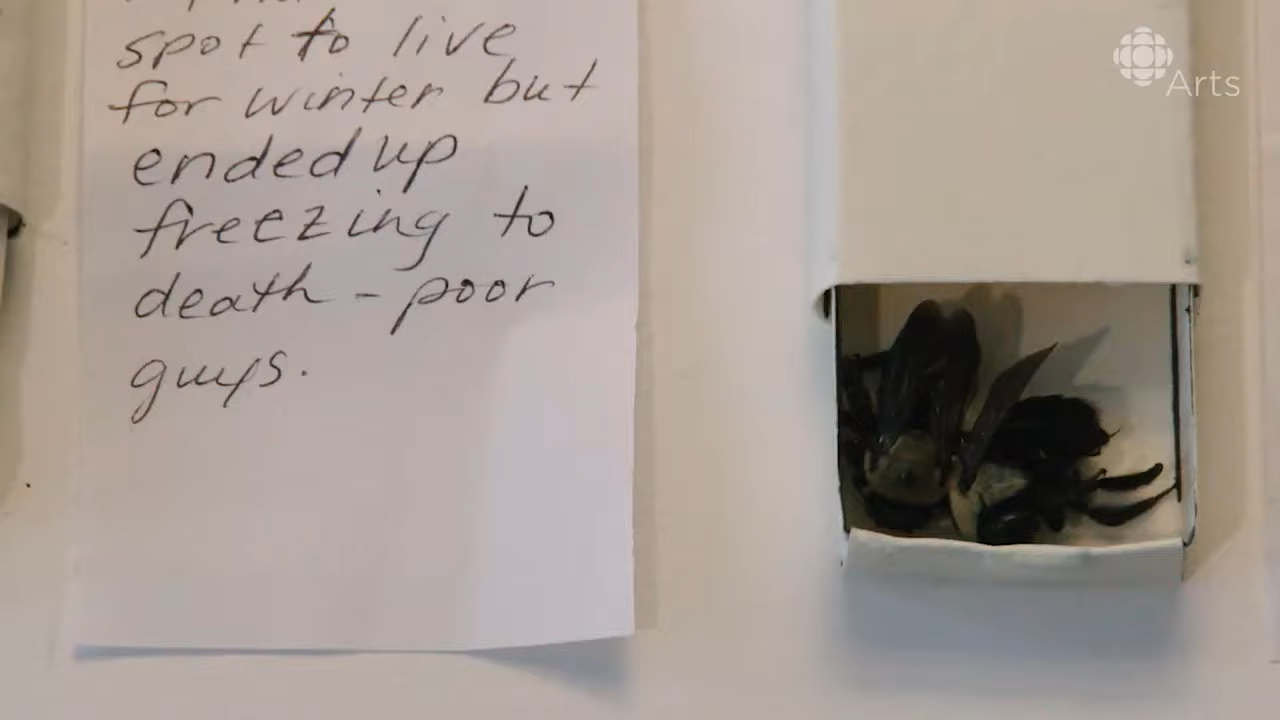 spot to live
for winter but
ended up
freezing to
death - poor
guys.
Arts